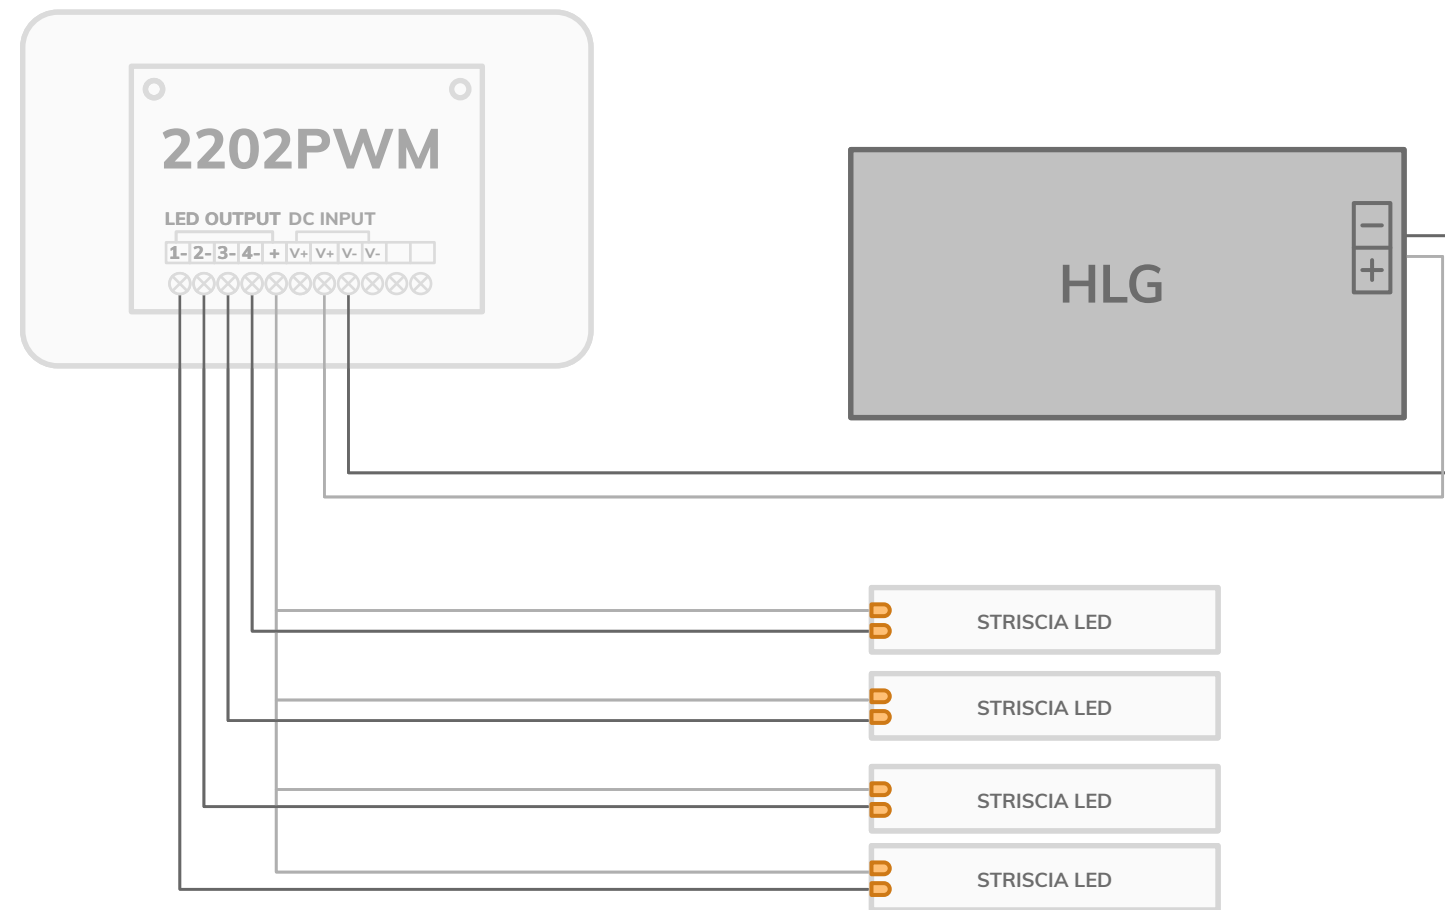 2202PWM
LED OUTPUT DC INPUT
1- 2- 3- 4- + V+ V+ V- V-
HLG
−
+
STRISCIA LED
STRISCIA LED
STRISCIA LED
STRISCIA LED